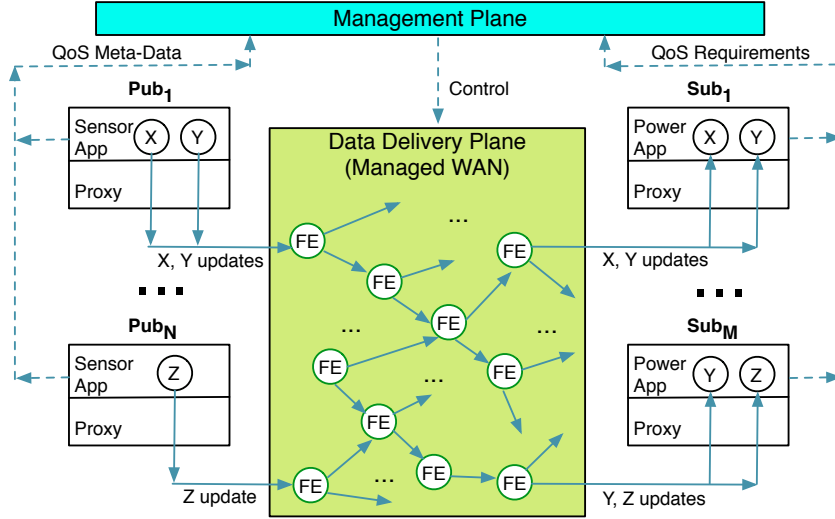 Management Plane
QoS Meta-Data
QoS Requirements
Control
Pub1
Sub1
Sensor
App
X
Y
Proxy
Data Delivery Plane
(Managed WAN)
Power
App
X
Y
Proxy
FE
...
FE
FE
X, Y updates
X, Y updates
...
FE
...
...
...
PubN
SubM
FE
FE
Sensor
App
Z
Proxy
...
Power
App
Y
Z
Proxy
FE
FE
FE
FE
...
Z update
Y, Z updates